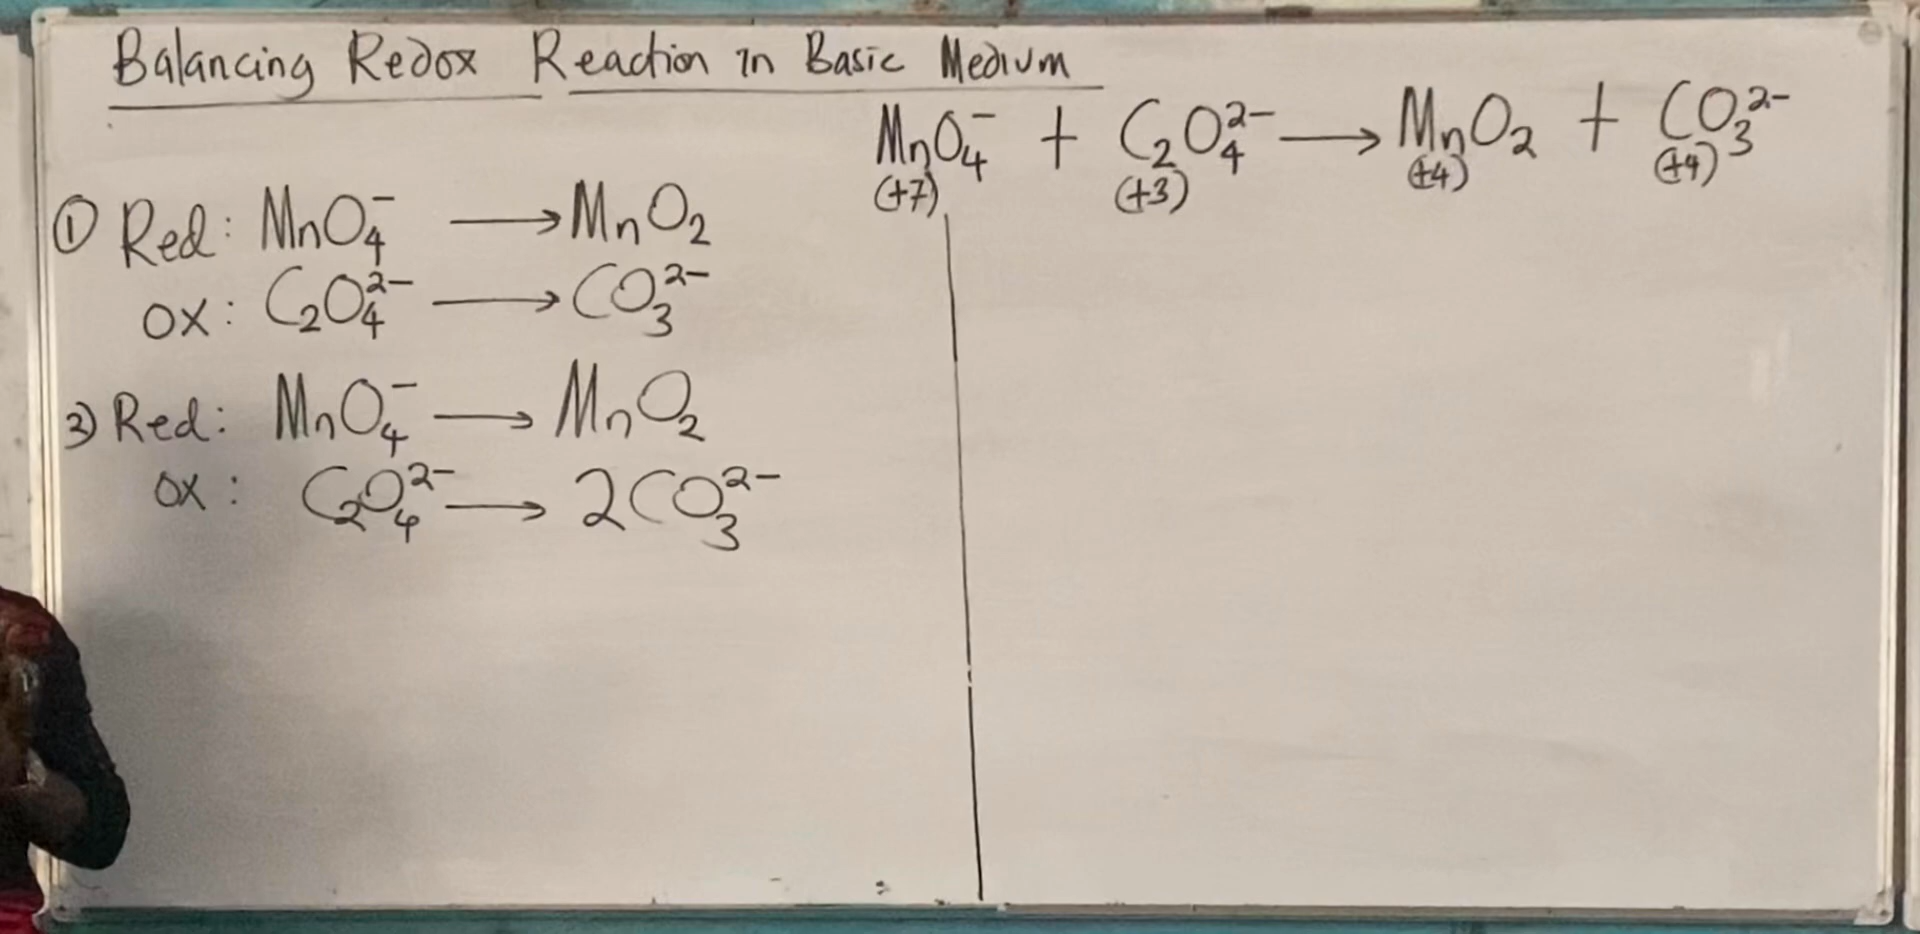 Balancing Redox Reaction in Basic Medium
MnO₄⁻ + C₂O₄²⁻ ⟶ MnO₂ + CO₃²⁻
(+7) (+3) (+4) (+4)
① Red: MnO₄⁻ ⟶ MnO₂
OX: C₂O₄²⁻ ⟶ CO₃²⁻
2) Red: MnO₄⁻ ⟶ MnO₂
OX: C₂O₄²⁻ ⟶ 2CO₃²⁻